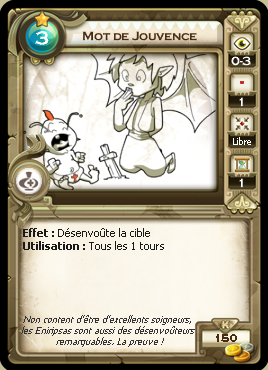 3
MOT DE JOUVENCE
0-3
1
Libre
1
Effet : Désenvoûte la cible
Utilisation : Tous les 1 tours
Non content d'être d'excellents soigneurs,
les Eniripsas sont aussi des désenvoûteurs
remarquables. La preuve !
K
150